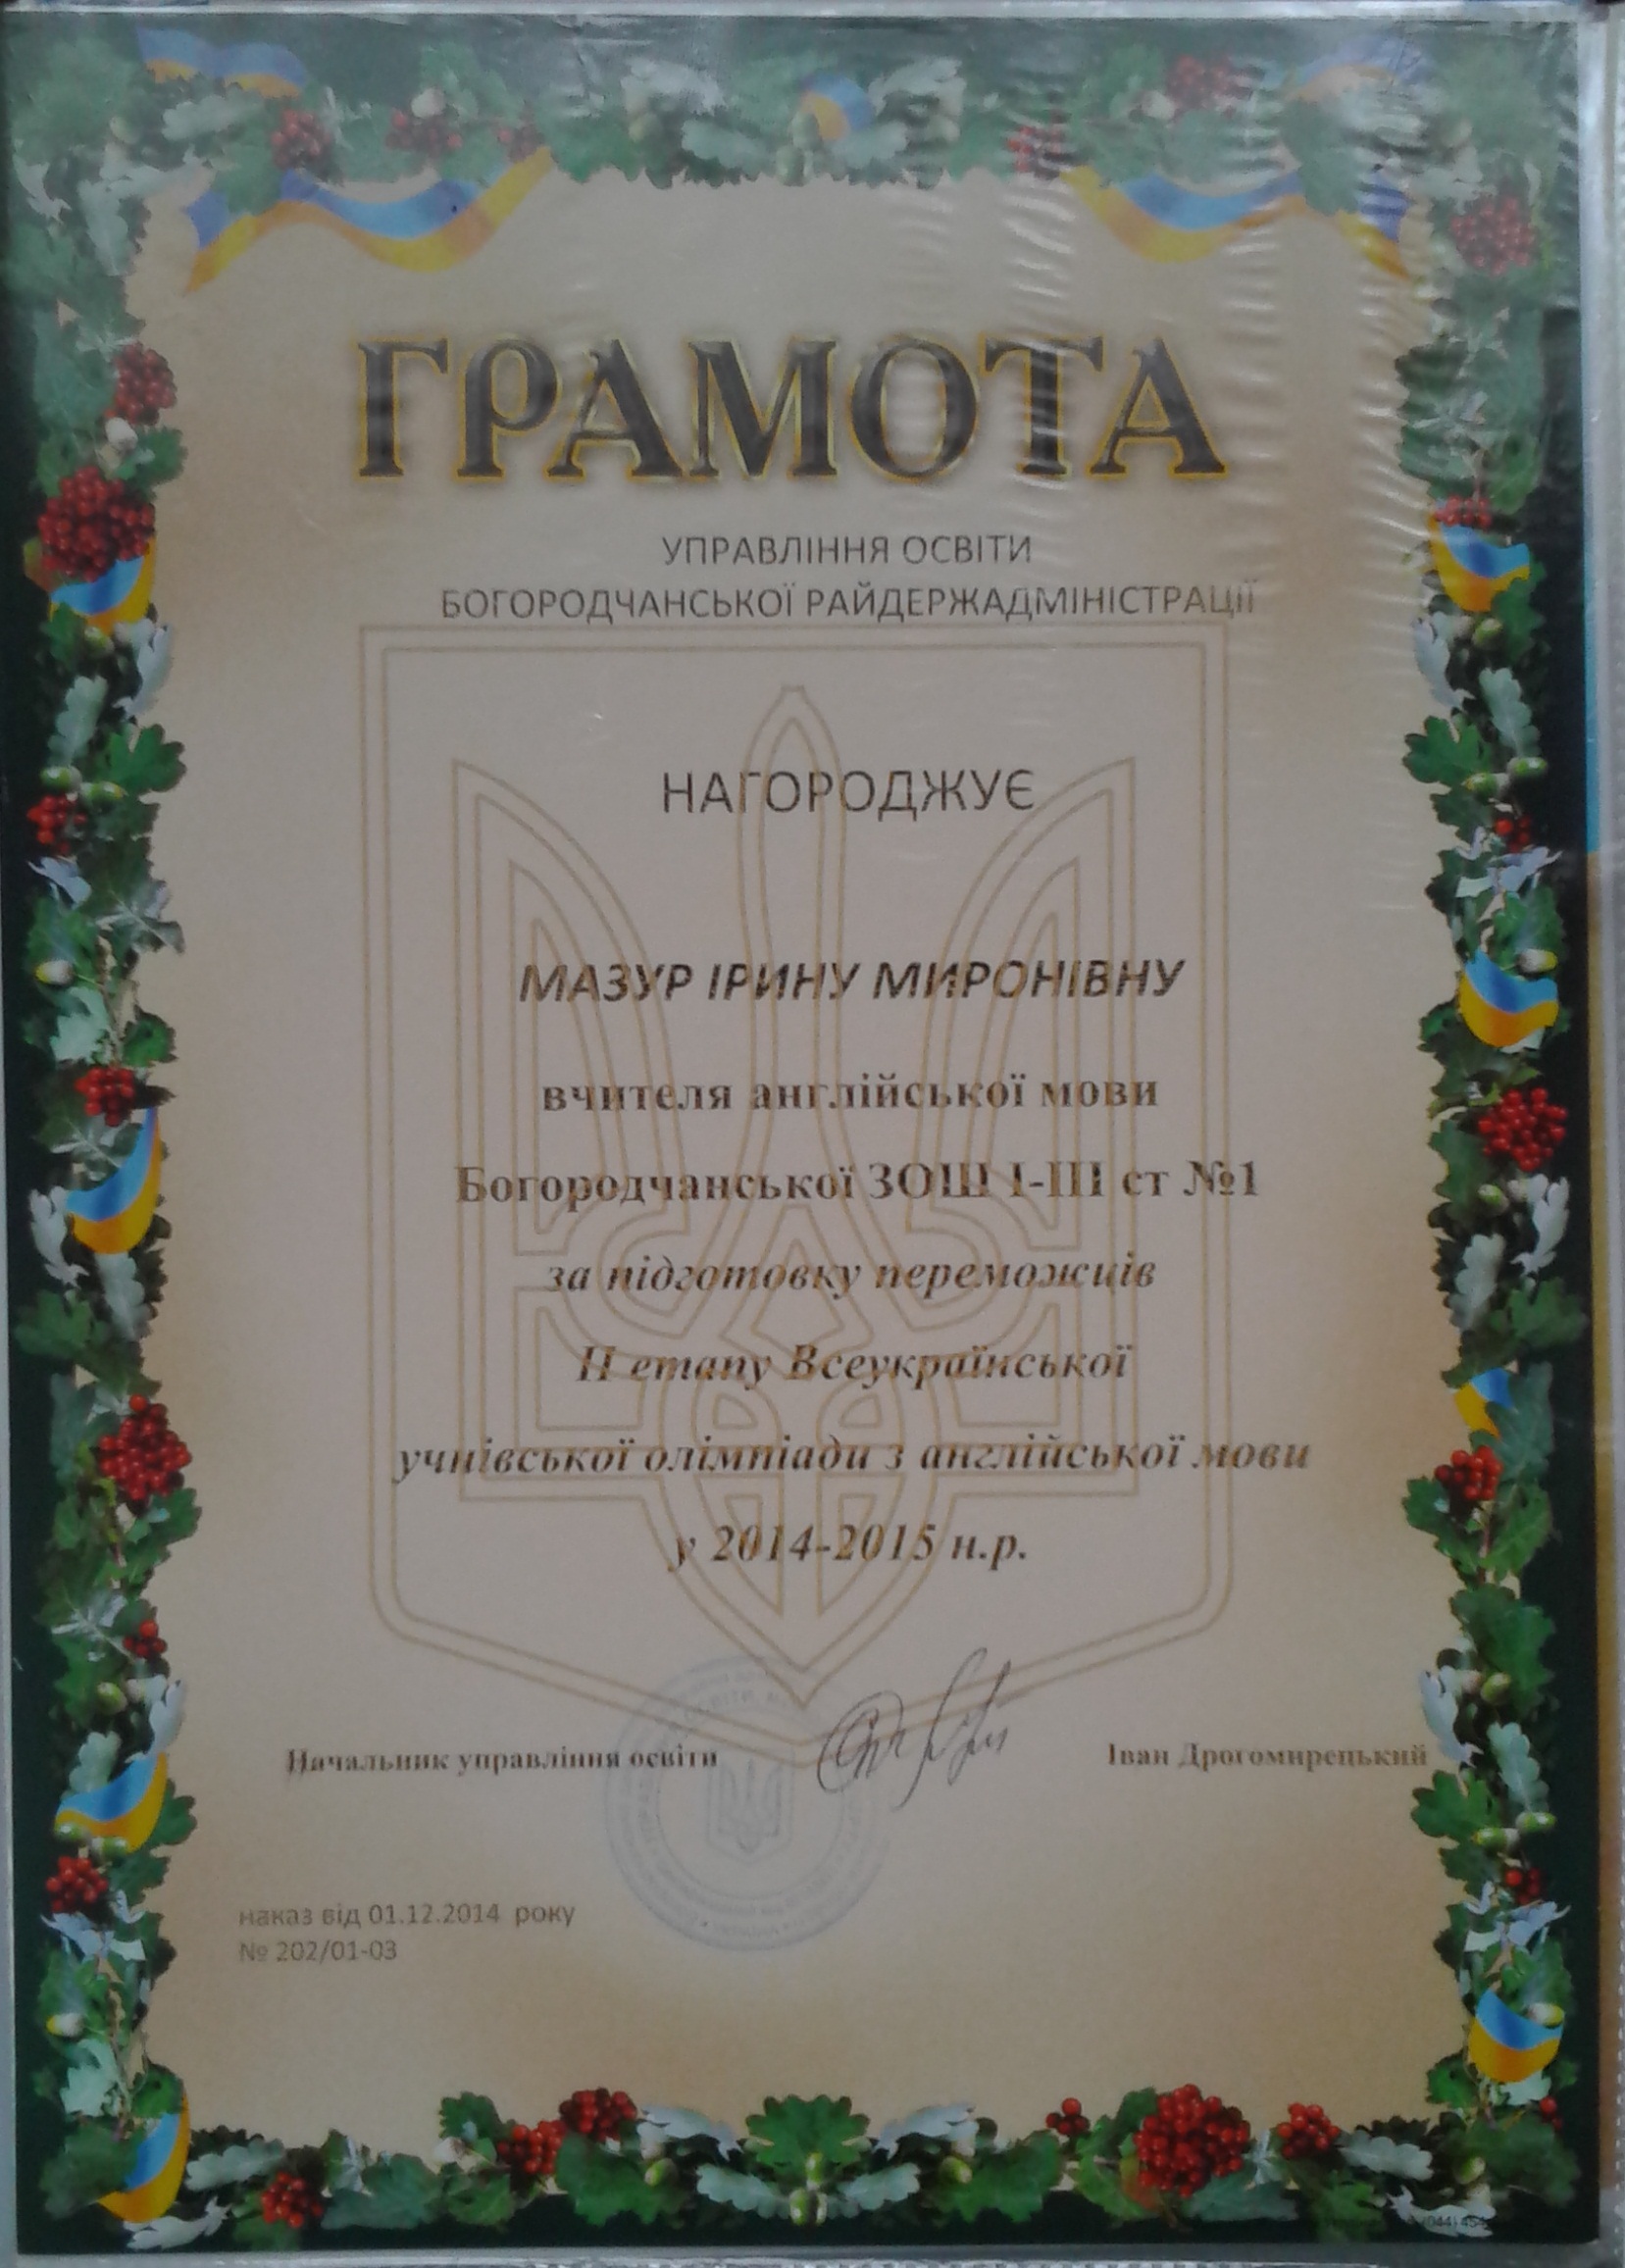 ГРАМОТА
УПРАВЛІННЯ ОСВІТИ
БОГОРОДЧАНСЬКОЇ РАЙДЕРЖАДМІНІСТРАЦІЇ
НАГОРОДЖУЄ
МАЗУР ІРИНУ МИРОНІВНУ
вчителя англійської мови
Богородчанської ЗОШ І-ІІІ ст №1
за підготовку переможців
ІІ етапу Всеукраїнської
учнівської олімпіади з англійської мови
у 2014-2015 н.р.
Начальник управління освіти Іван Дрогомирецький
наказ від 01.12.2014 року
№ 202/01-03